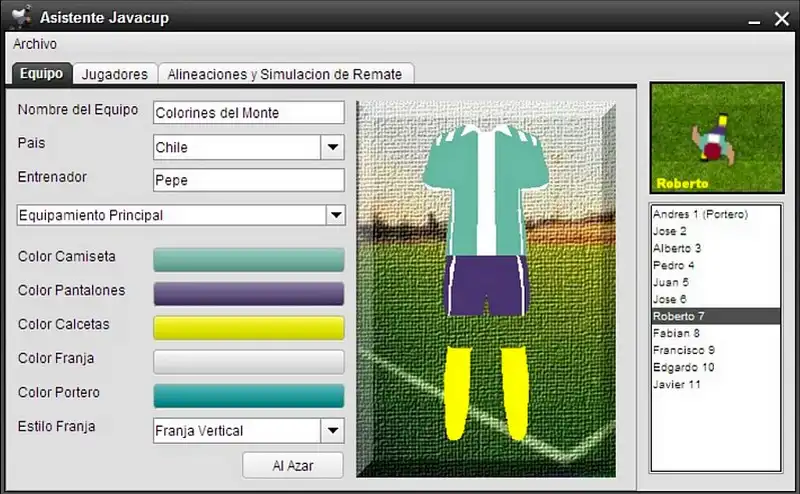 Asistente Javacup
Archivo
Equipo
Jugadores
Alineaciones y Simulacion de Remate
Nombre del Equipo
Colorines del Monte
Pais
Chile
Entrenador
Pepe
Equipamiento Principal
Color Camiseta
Color Pantalones
Color Calcetas
Color Franja
Color Portero
Estilo Franja
Franja Vertical
Al Azar
Roberto
Andres 1 (Portero)
Jose 2
Alberto 3
Pedro 4
Juan 5
Jose 6
Roberto 7
Fabian 8
Francisco 9
Edgardo 10
Javier 11